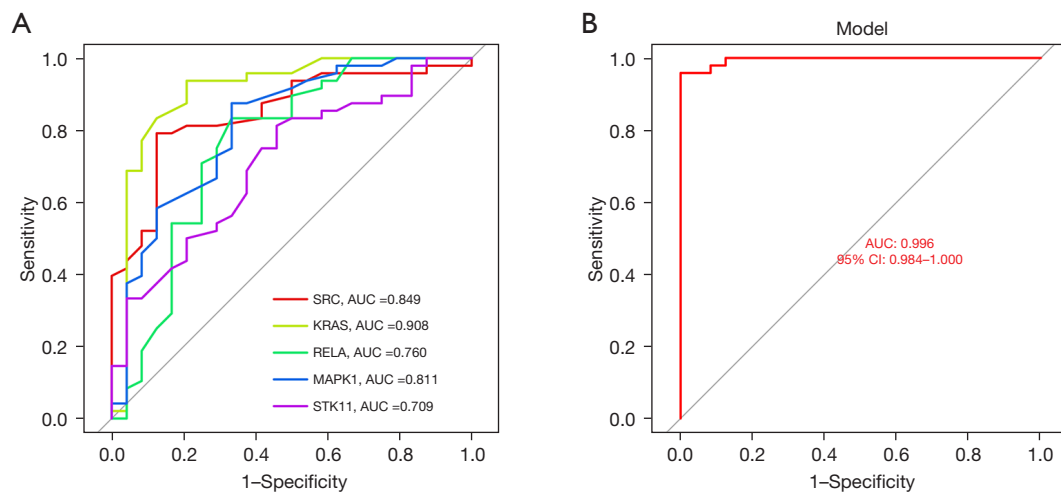 A
1.0
0.8
0.6
0.4
0.2
0.0
Sensitivity
SRC, AUC =0.849
KRAS, AUC =0.908
RELA, AUC =0.760
MAPK1, AUC =0.811
STK11, AUC =0.709
0.0 0.2 0.4 0.6 0.8 1.0
1–Specificity
B
Model
1.0
0.8
0.6
0.4
0.2
0.0
Sensitivity
AUC: 0.996
95% CI: 0.984–1.000
0.0 0.2 0.4 0.6 0.8 1.0
1–Specificity